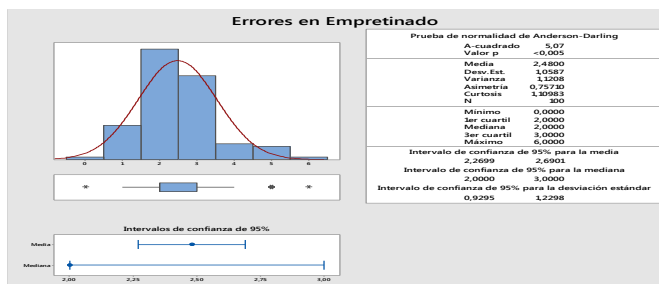 Errores en Empretinado
Prueba de normalidad de Anderson-Darling
A-cuadrado 5,07
Valor p <0,005
Media 2,4800
Desv.Est. 1,0587
Varianza 1,1208
Asimetría 0,75710
Curtosis 1,10983
N 100
Mínimo 0,0000
1er cuartil 2,0000
Mediana 2,0000
3er cuartil 3,0000
Máximo 6,0000
Intervalo de confianza de 95% para la media
2,2699 2,6901
Intervalo de confianza de 95% para la mediana
2,0000 3,0000
Intervalo de confianza de 95% para la desviación estándar
0,9295 1,2298
0 1 2 3 4 5 6
Intervalos de confianza de 95%
Media
Mediana
2,00 2,25 2,50 2,75 3,00